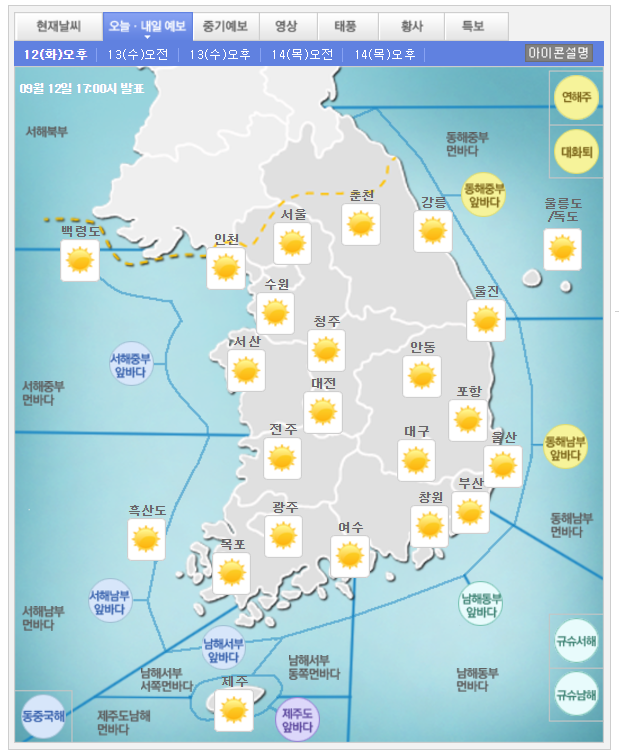 현재날씨
오늘·내일 예보
중기예보
영상
태풍
황사
특보
12(화)오후
13(수)오전
13(수)오후
14(목)오전
14(목)오후
아이콘설명
09월 12일 17:00시 발표
연해주
서해북부
동해중부
먼바다
대화퇴
동해중부
앞바다
춘천
강릉
울릉도
/독도
서울
백령도
인천
수원
울진
청주
서산
안동
서해중부
앞바다
대전
서해중부
먼바다
포항
전주
대구
울산
동해남부
앞바다
부산
창원
흑산도
광주
여수
동해남부
먼바다
목포
서해남부
앞바다
남해동부
앞바다
서해남부
먼바다
남해서부
앞바다
규슈서해
남해서부
서쪽먼바다
남해서부
동쪽먼바다
남해동부
먼바다
제주
규슈남해
동중국해
제주도남해
먼바다
제주도
앞바다